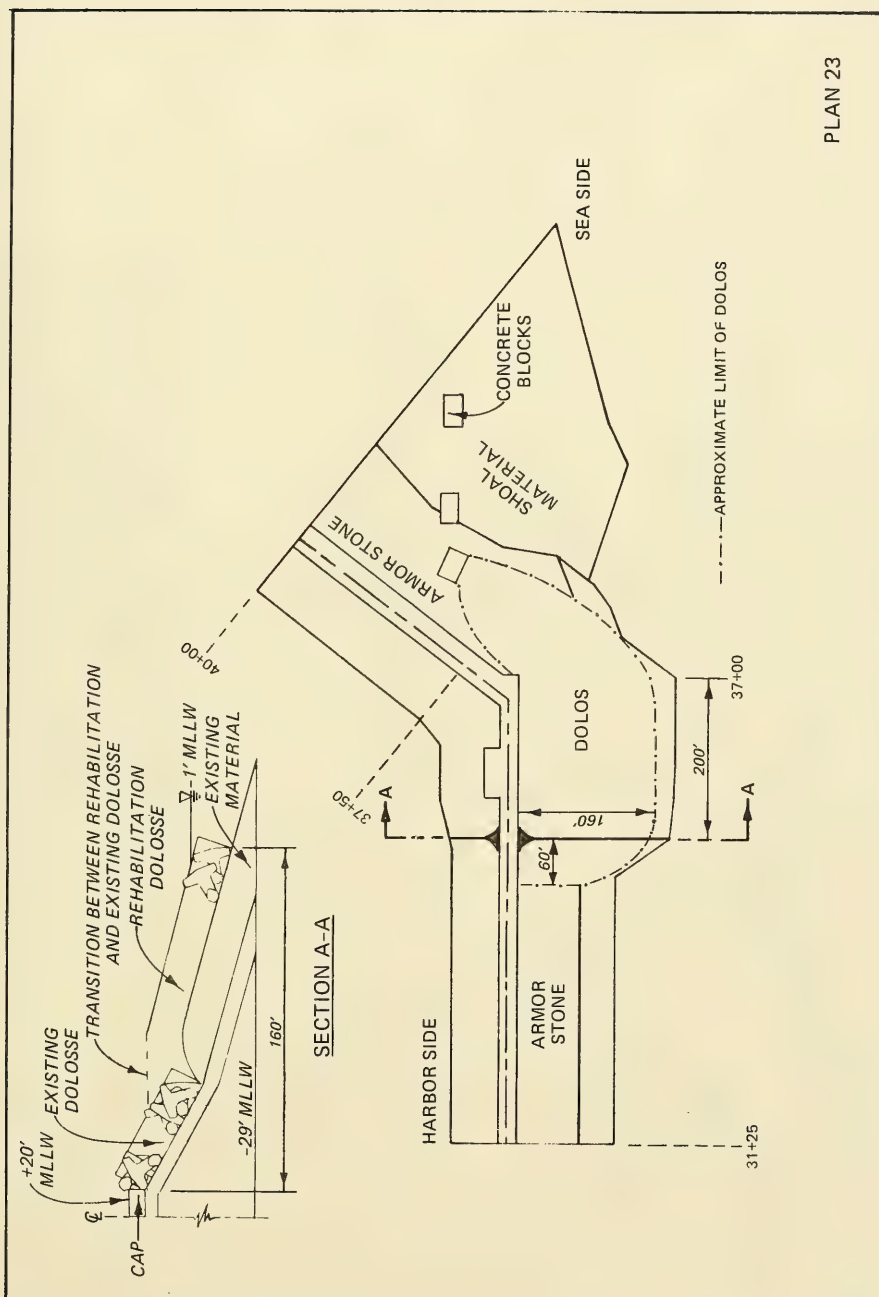 +20'
MLLW
EXISTING
DOLOSSE
TRANSITION BETWEEN REHABILITATION
AND EXISTING DOLOSSE
REHABILITATION
DOLOSSE
-1' MLLW
EXISTING
MATERIAL
℄
CAP
-29' MLLW
160'
SECTION A-A
HARBOR SIDE
ARMOR
STONE
31+25
A
A
60'
160'
200'
37+00
DOLOS
37+50
40+00
ARMOR STONE
SHOAL
MATERIAL
CONCRETE
BLOCKS
SEA SIDE
APPROXIMATE LIMIT OF DOLOS
PLAN 23